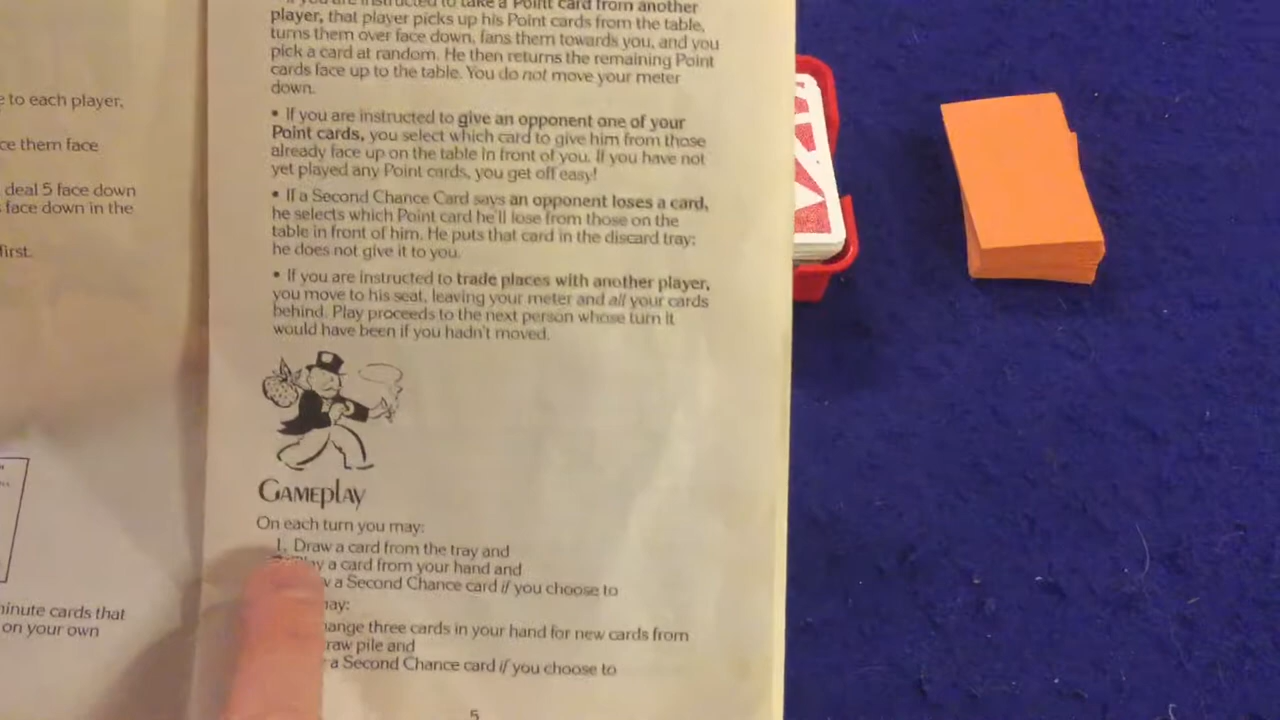 e to each player,
ce them face
deal 5 face down
face down in the
first.
minute cards that
on your own
If you are instructed to take a Point card from another
player, that player picks up his Point cards from the table,
turns them over face down, fans them towards you, and you
pick a card at random. He then returns the remaining Point
cards face up to the table. You do not move your meter
down.
• If you are instructed to give an opponent one of your
Point cards, you select which card to give him from those
already face up on the table in front of you. If you have not
yet played any Point cards, you get off easy!
• If a Second Chance Card says an opponent loses a card,
he selects which Point card he'll lose from those on the
table in front of him. He puts that card in the discard tray;
he does not give it to you.
• If you are instructed to trade places with another player,
you move to his seat, leaving your meter and all your cards
behind. Play proceeds to the next person whose turn it
would have been if you hadn't moved.
Gameplay
On each turn you may:
1. Draw a card from the tray and
a card from your hand and
a Second Chance card if you choose to
may:
three cards in your hand for new cards from
pile and
a Second Chance card if you choose to
5